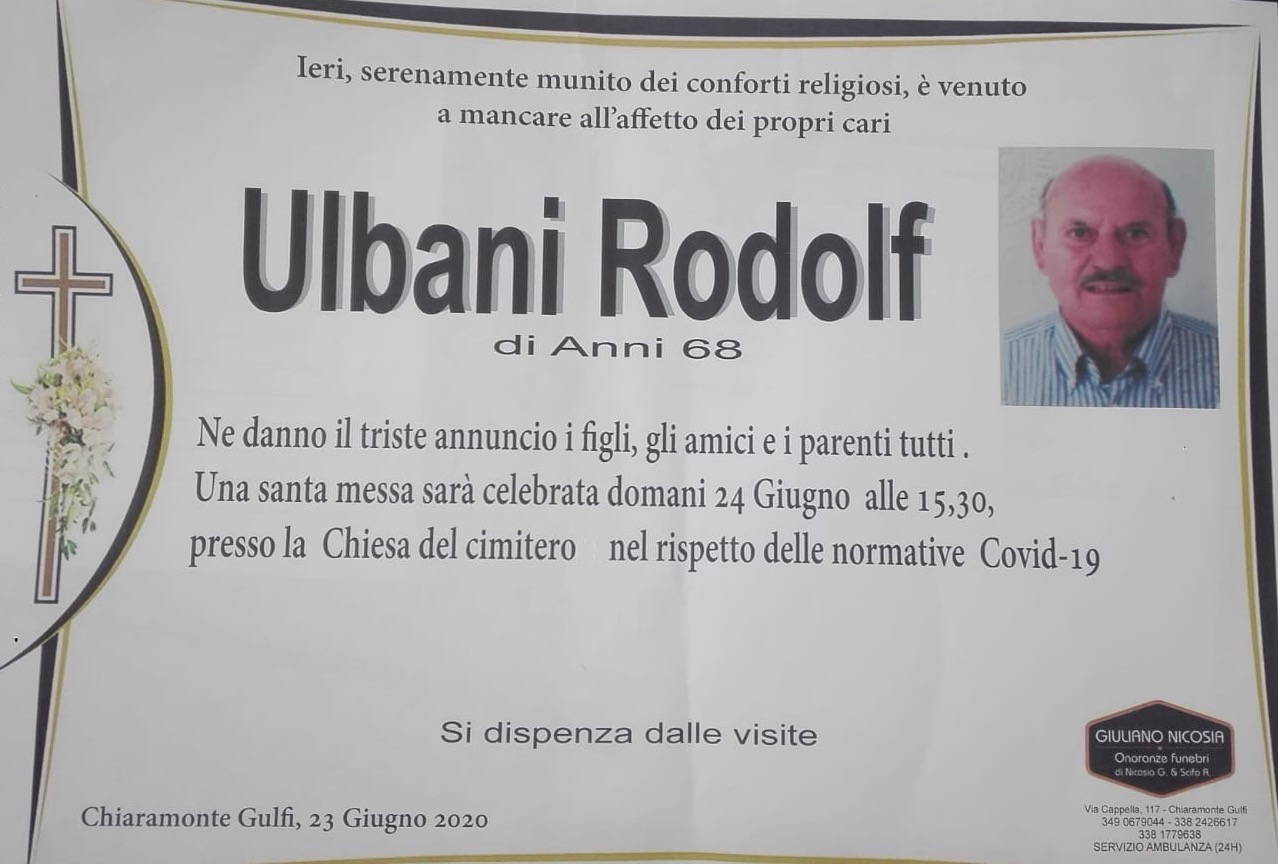 Ieri, serenamente munito dei conforti religiosi, è venuto
a mancare all'affetto dei propri cari
Ulbani Rodolf
di Anni 68
Ne danno il triste annuncio i figli, gli amici e i parenti tutti .
Una santa messa sarà celebrata domani 24 Giugno alle 15,30,
presso la Chiesa del cimitero nel rispetto delle normative Covid-19
Si dispenza dalle visite
Chiaramonte Gulfi, 23 Giugno 2020
GIULIANO NICOSIA
Onoranze Funebri
di Nicosia G. & Scifo R.
Via Cappella, 117 - Chiaramonte Gulfi
349 0679044 - 338 2426617
338 1779638
SERVIZIO AMBULANZA (24H)